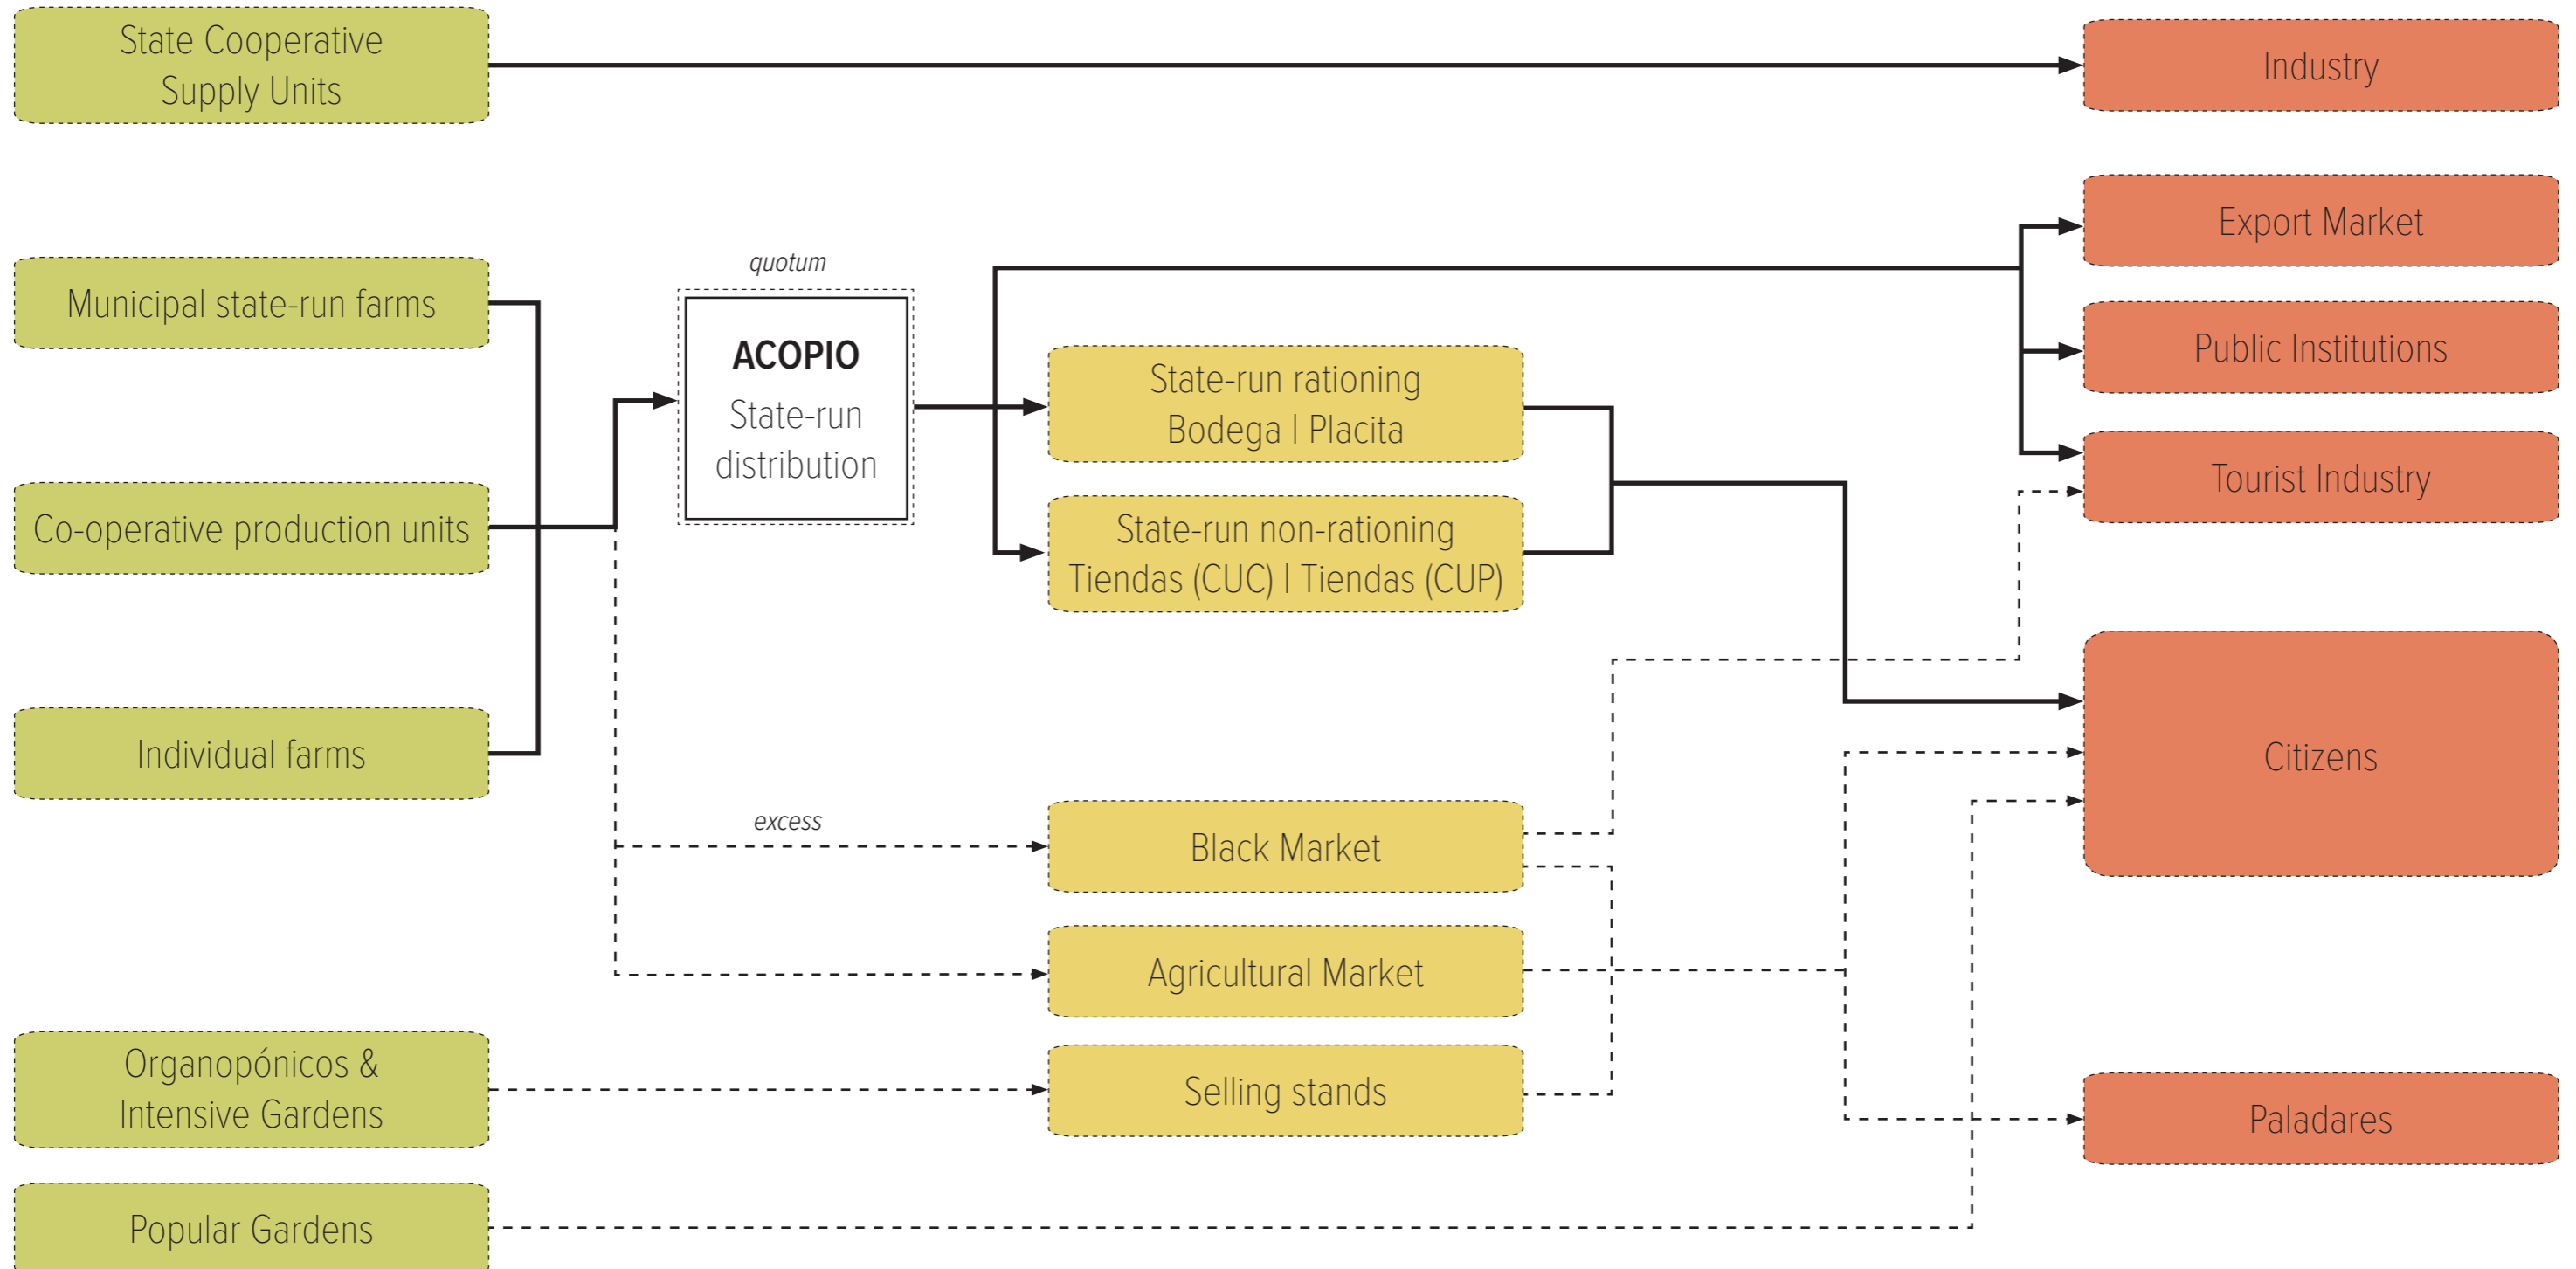 State Cooperative
Supply Units
Industry
Export Market
quotum
Municipal state-run farms
ACOPIO
State-run
distribution
State-run rationing
Bodega | Placita
Public Institutions
Tourist Industry
Co-operative production units
State-run non-rationing
Tiendas (CUC) | Tiendas (CUP)
Individual farms
Citizens
excess
Black Market
Agricultural Market
Organopónicos &
Intensive Gardens
Selling stands
Paladares
Popular Gardens